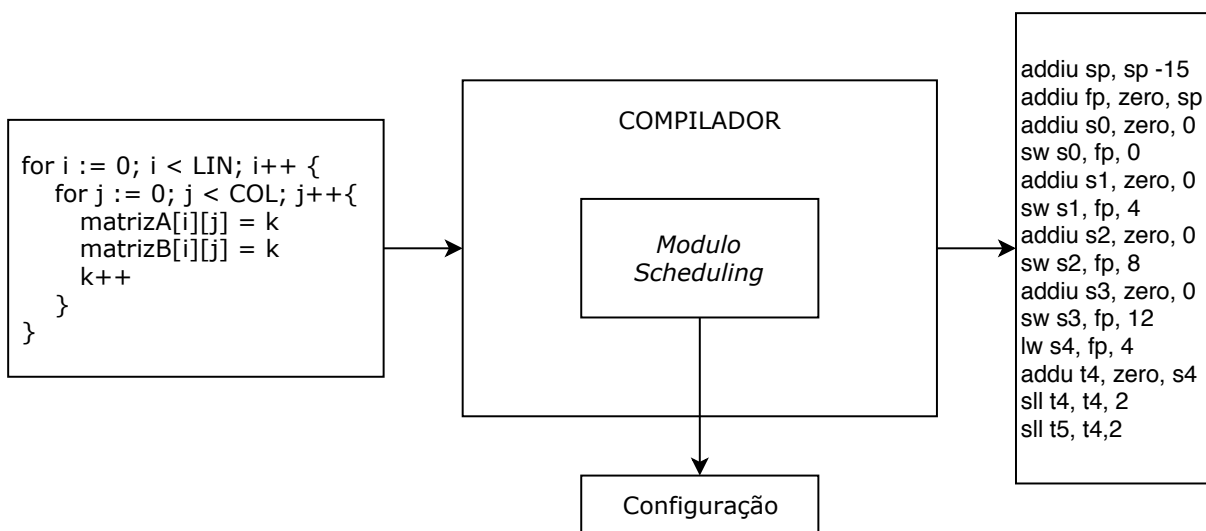 for i := 0; i < LIN; i++ {
for j := 0; j < COL; j++{
matrizA[i][j] = k
matrizB[i][j] = k
k++
}
}
COMPILADOR
Modulo
Scheduling
Configuração
addiu sp, sp -15
addiu fp, zero, sp
addiu s0, zero, 0
sw s0, fp, 0
addiu s1, zero, 0
sw s1, fp, 4
addiu s2, zero, 0
sw s2, fp, 8
addiu s3, zero, 0
sw s3, fp, 12
lw s4, fp, 4
addu t4, zero, s4
sll t4, t4, 2
sll t5, t4,2